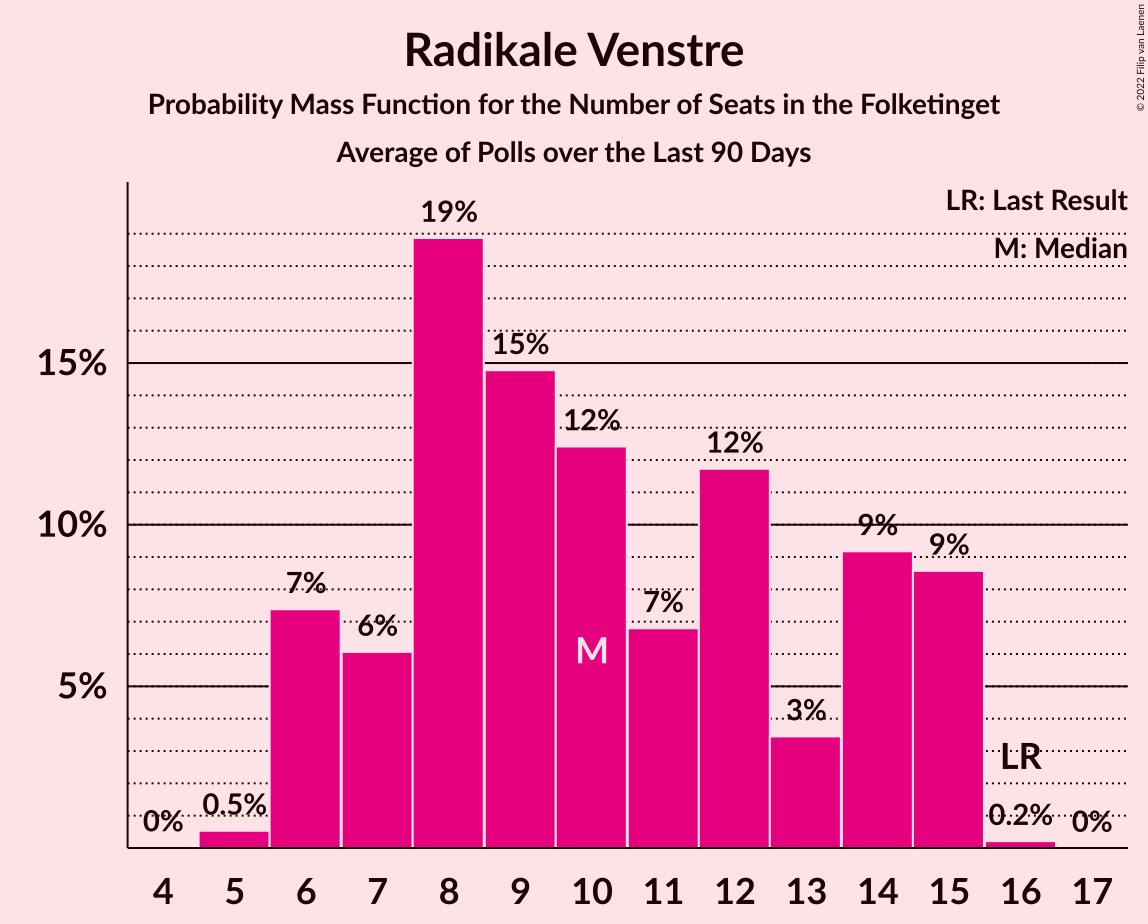 Radikale Venstre
Probability Mass Function for the Number of Seats in the Folketinget
Average of Polls over the Last 90 Days
© 2022 Filip van Laenen
LR: Last Result
M: Median
15%
10%
5%
0%
0.5%
7%
6%
19%
15%
12%
7%
12%
3%
9%
9%
0.2%
0%
M
LR
4 5 6 7 8 9 10 11 12 13 14 15 16 17